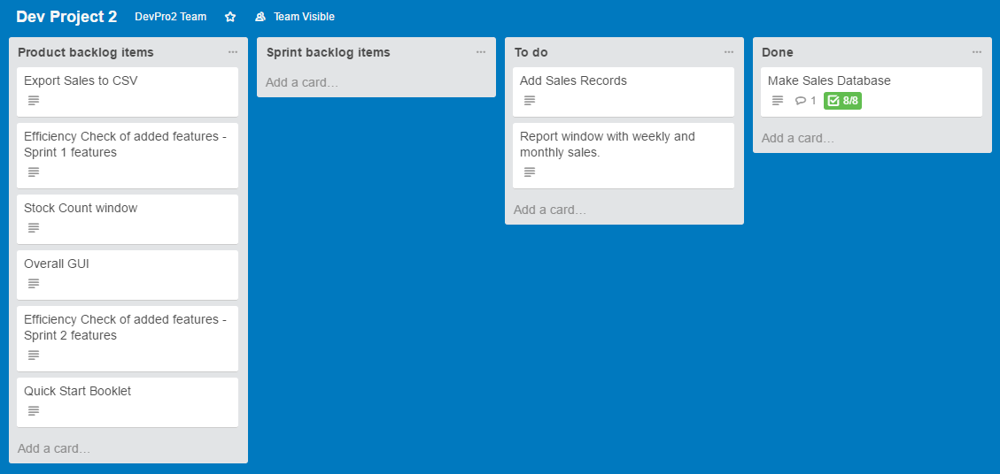 Dev Project 2 DevPro2 Team Team Visible
Product backlog items
Export Sales to CSV
Efficiency Check of added features -
Sprint 1 features
Stock Count window
Overall GUI
Efficiency Check of added features -
Sprint 2 features
Quick Start Booklet
Add a card…
Sprint backlog items
Add a card…
To do
Add Sales Records
Report window with weekly and
monthly sales.
Add a card…
Done
Make Sales Database
1 8/8
Add a card…